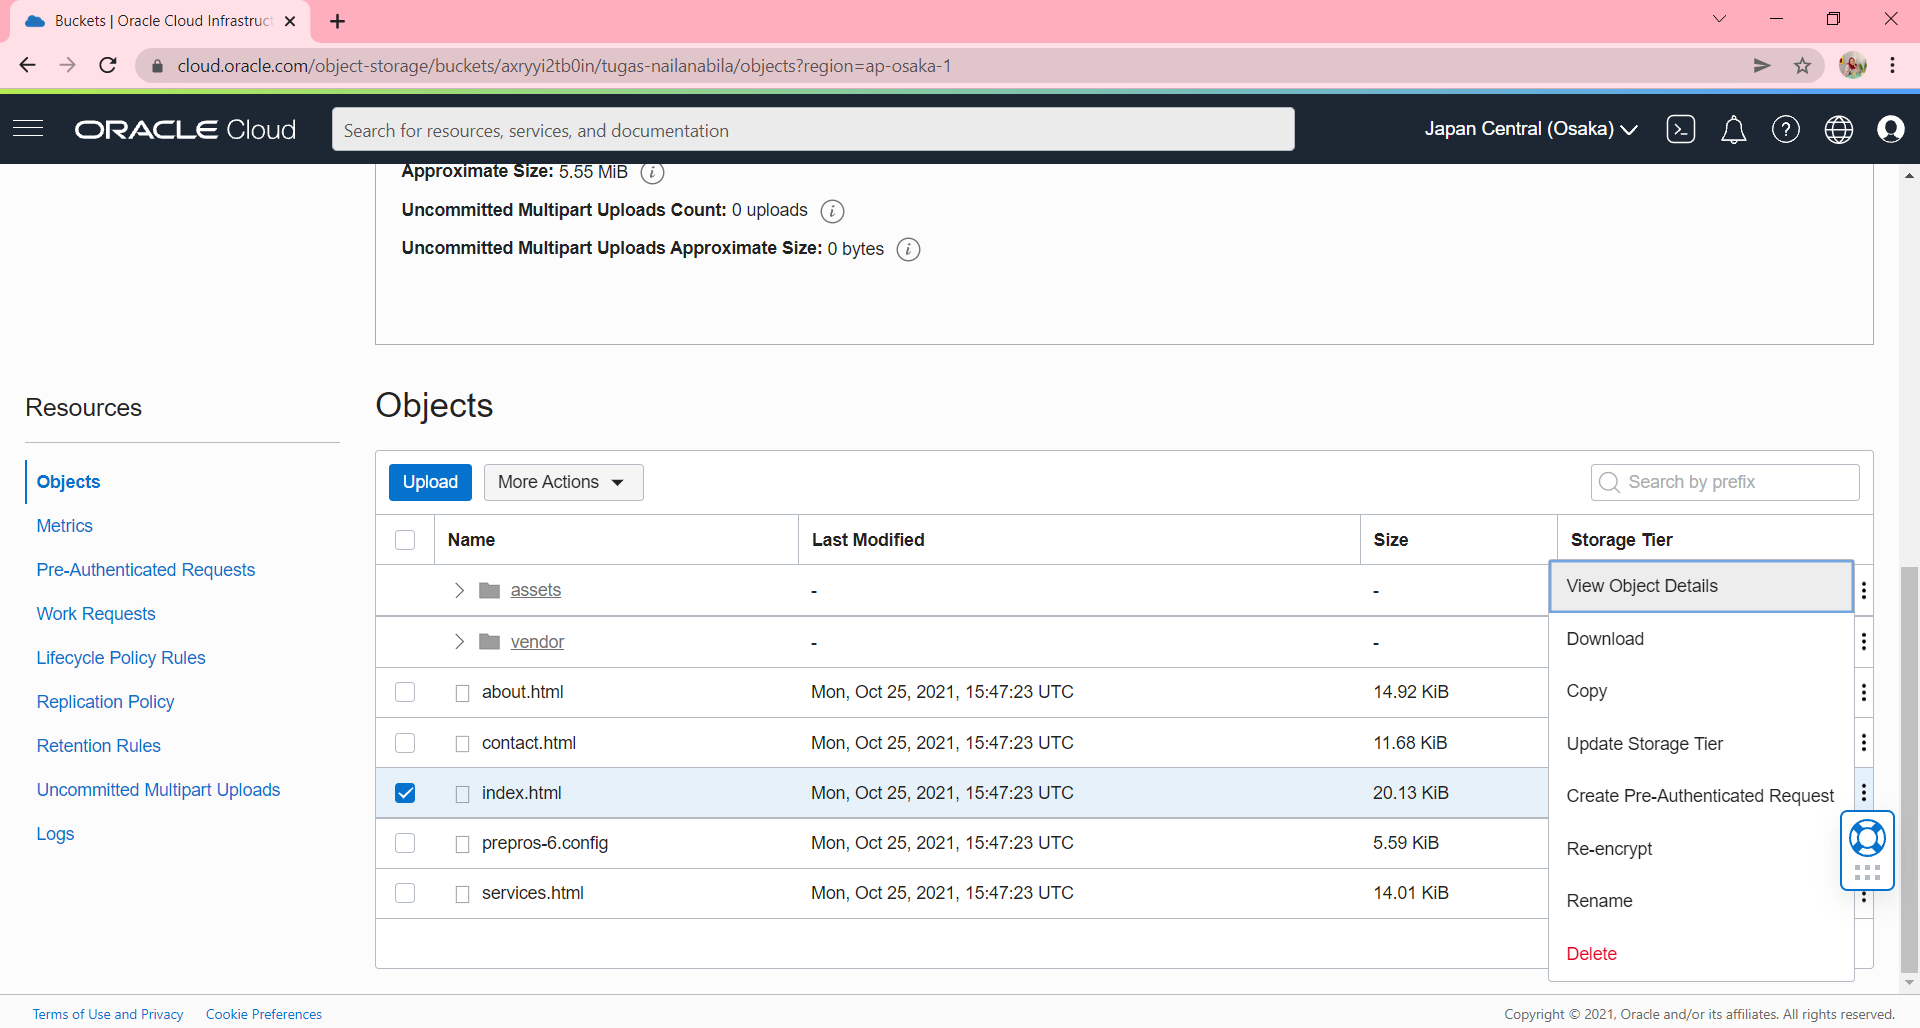 Buckets | Oracle Cloud Infrastruct
cloud.oracle.com/object-storage/buckets/axryyi2tb0in/tugas-nailanabila/objects?region=ap-osaka-1
ORACLE Cloud
Search for resources, services, and documentation
Japan Central (Osaka)
Approximate Size: 5.55 MiB
Uncommitted Multipart Uploads Count: 0 uploads
Uncommitted Multipart Uploads Approximate Size: 0 bytes
Resources
Objects
Metrics
Pre-Authenticated Requests
Work Requests
Lifecycle Policy Rules
Replication Policy
Retention Rules
Uncommitted Multipart Uploads
Logs
Objects
Upload More Actions Search by prefix
Name Last Modified Size Storage Tier
assets - -
vendor - -
about.html Mon, Oct 25, 2021, 15:47:23 UTC 14.92 KiB
contact.html Mon, Oct 25, 2021, 15:47:23 UTC 11.68 KiB
index.html Mon, Oct 25, 2021, 15:47:23 UTC 20.13 KiB
prepros-6.config Mon, Oct 25, 2021, 15:47:23 UTC 5.59 KiB
services.html Mon, Oct 25, 2021, 15:47:23 UTC 14.01 KiB
View Object Details
Download
Copy
Update Storage Tier
Create Pre-Authenticated Request
Re-encrypt
Rename
Delete
Terms of Use and Privacy Cookie Preferences
Copyright © 2021, Oracle and/or its affiliates. All rights reserved.